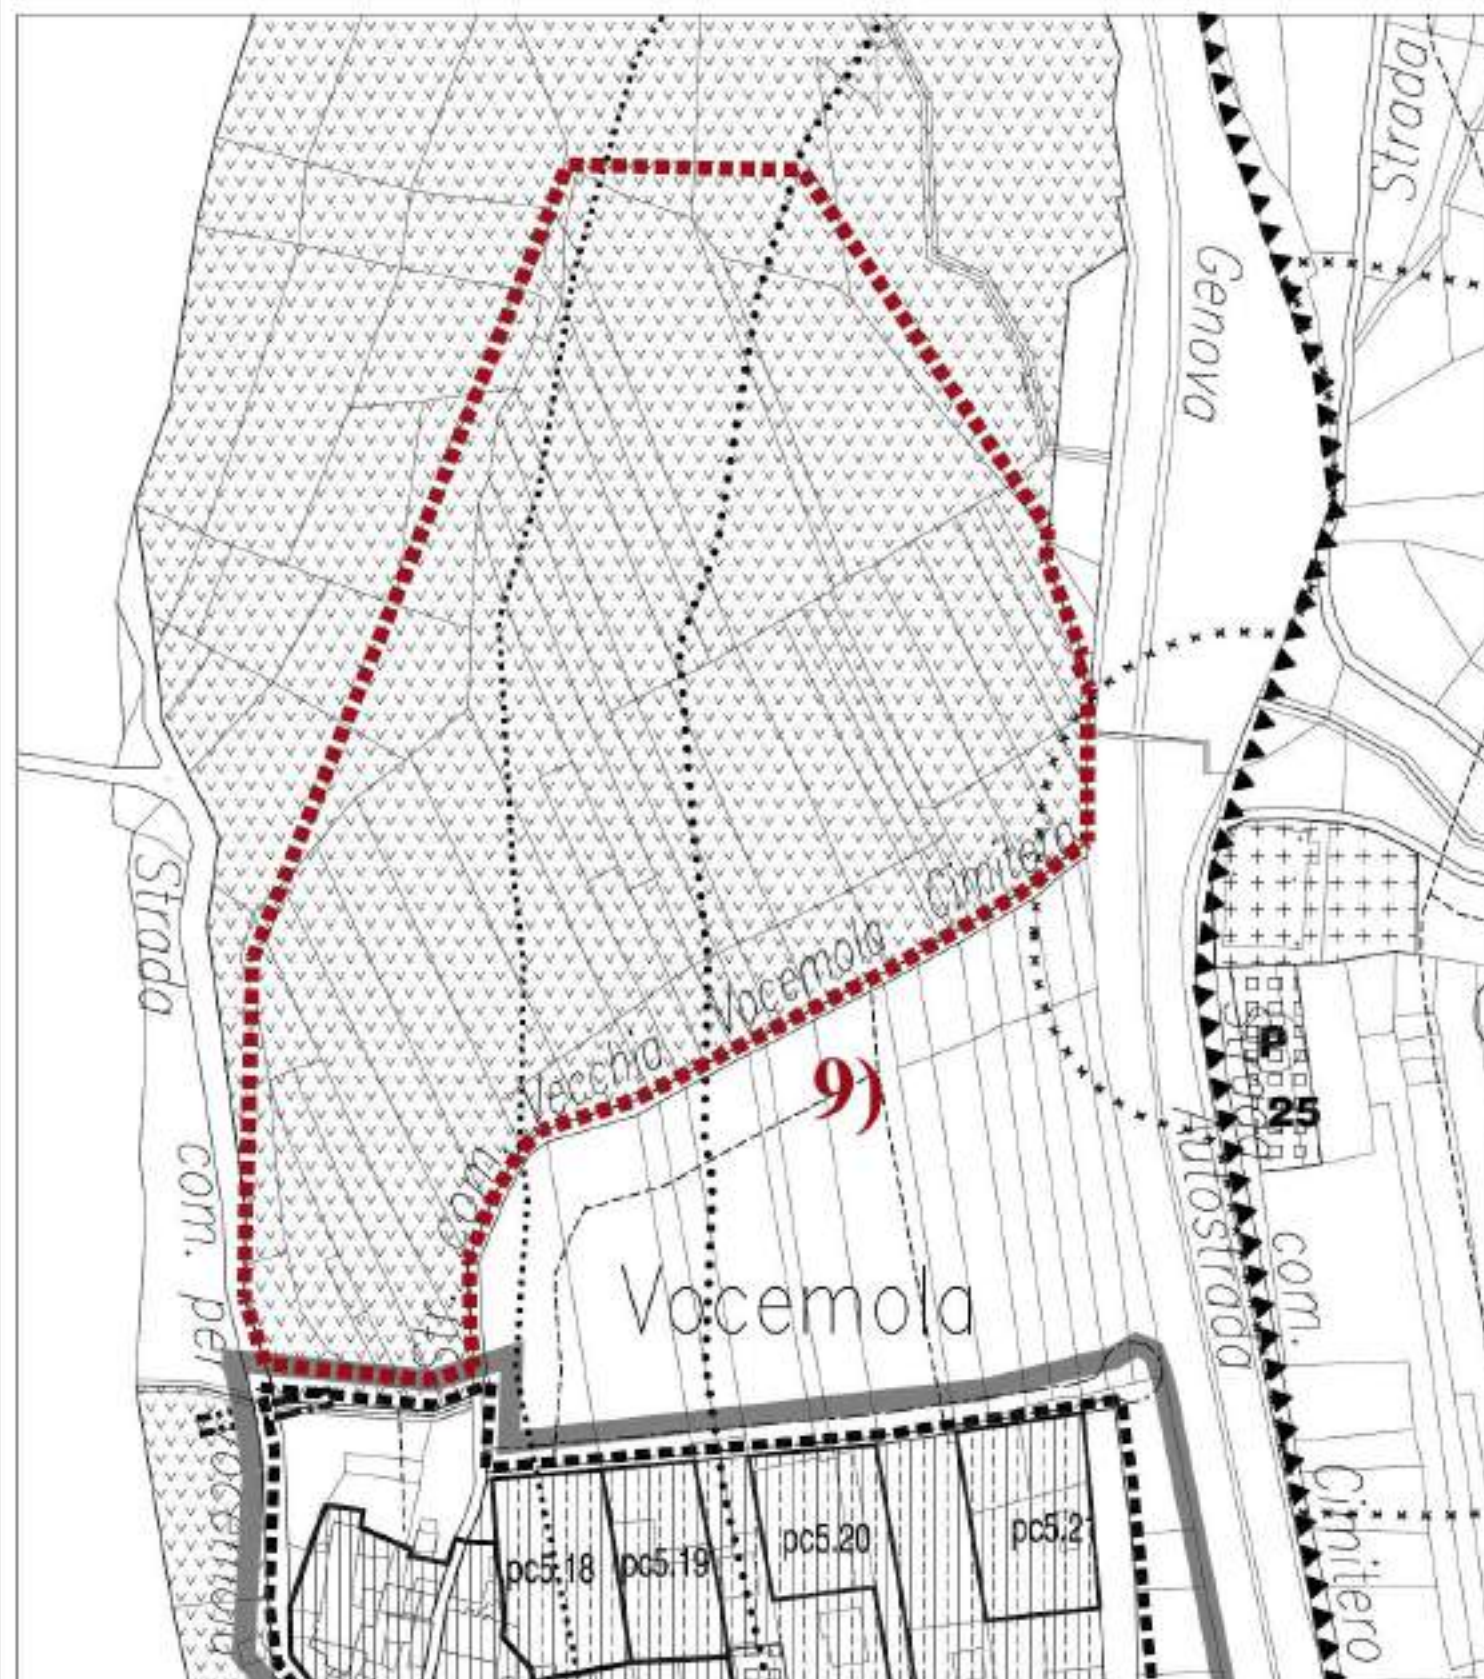 Strada
Genova
Strada
Str. com. Vecchia Vocemola Cimitero
P
25
9)
Strada
com. per
Vocemola
Vocemola
Autostrada
com.
Cimitero
pc5.18
pc5.19
pc5.20
pc5.21